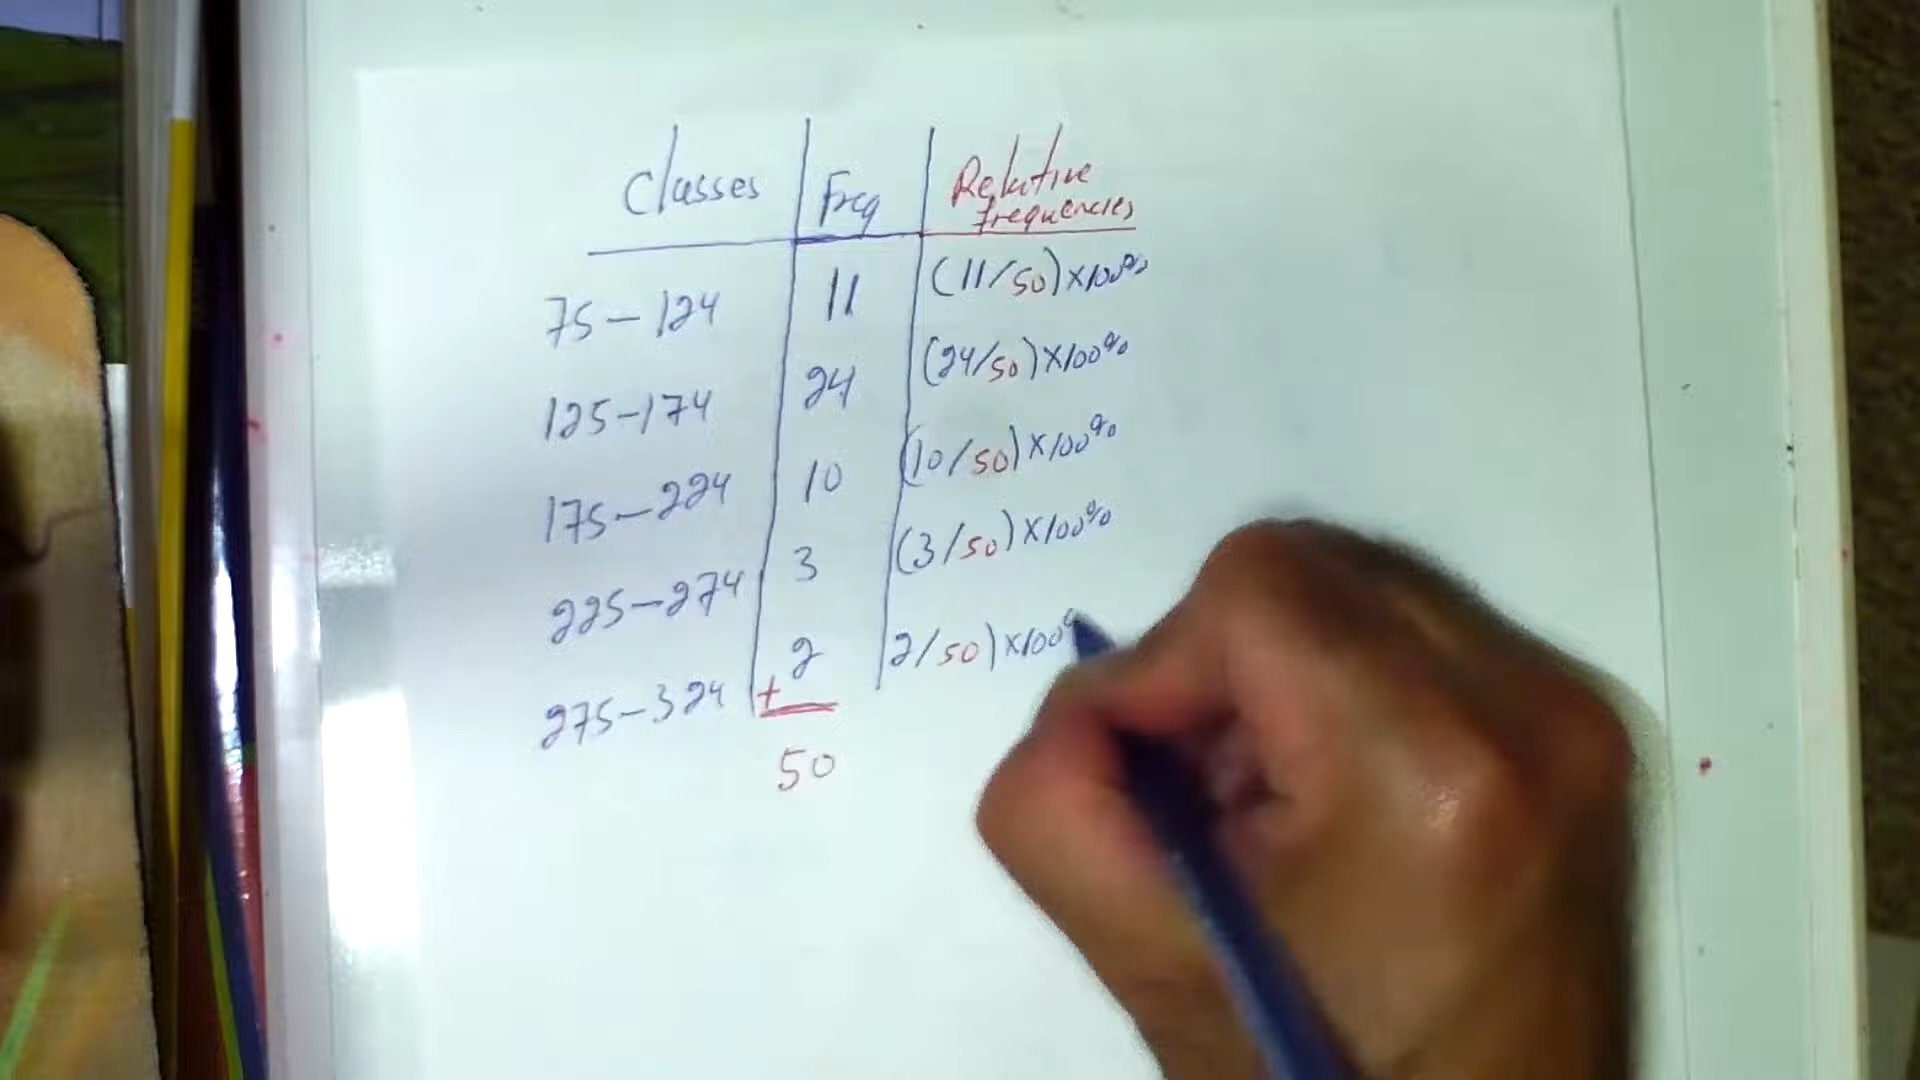 Classes Freq Relative
frequencies
75-124 11 (11/50)x100%
125-174 24 (24/50)x100%
175-224 10 (10/50)x100%
225-274 3 (3/50)x100%
275-324 2 2/50)x100%
+
50